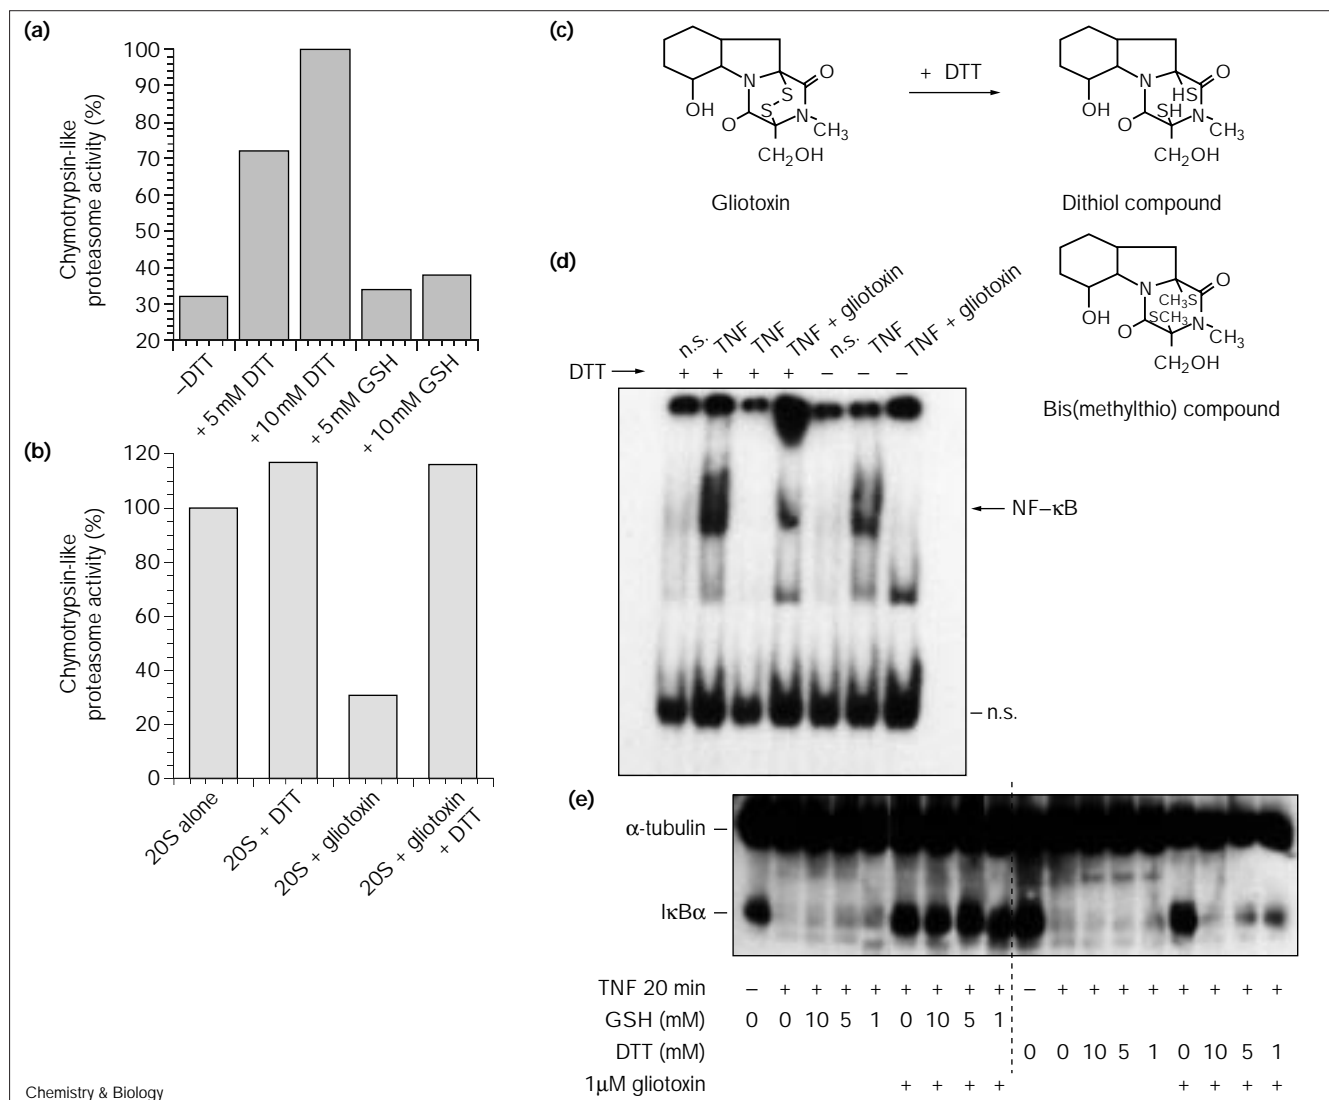 (a)
Chymotrypsin-like
proteasome activity (%)
100
90
80
70
60
50
40
30
20
–DTT
+5 mM DTT
+10 mM DTT
+5 mM GSH
+10 mM GSH
(b)
Chymotrypsin-like
proteasome activity (%)
120
100
80
60
40
20
0
20S alone
20S + DTT
20S + gliotoxin
20S + gliotoxin
+ DTT
(c)
N
O
S
S
OH
O
N
CH3
CH2OH
Gliotoxin
+ DTT
N
O
HS
SH
OH
O
N
CH3
CH2OH
Dithiol compound
N
O
CH3S
SCH3
OH
O
N
CH3
CH2OH
Bis(methylthio) compound
(d)
n.s.
TNF
TNF
TNF + gliotoxin
n.s.
TNF
TNF + gliotoxin
DTT
+ + + + – – –
NF–κB
n.s.
(e)
α-tubulin
IκBα
TNF 20 min – + + + + + + + + – + + + + + + + +
GSH (mM) 0 0 10 5 1 0 10 5 1
DTT (mM) 0 0 10 5 1 0 10 5 1
1μM gliotoxin + + + + + + + +
Chemistry & Biology